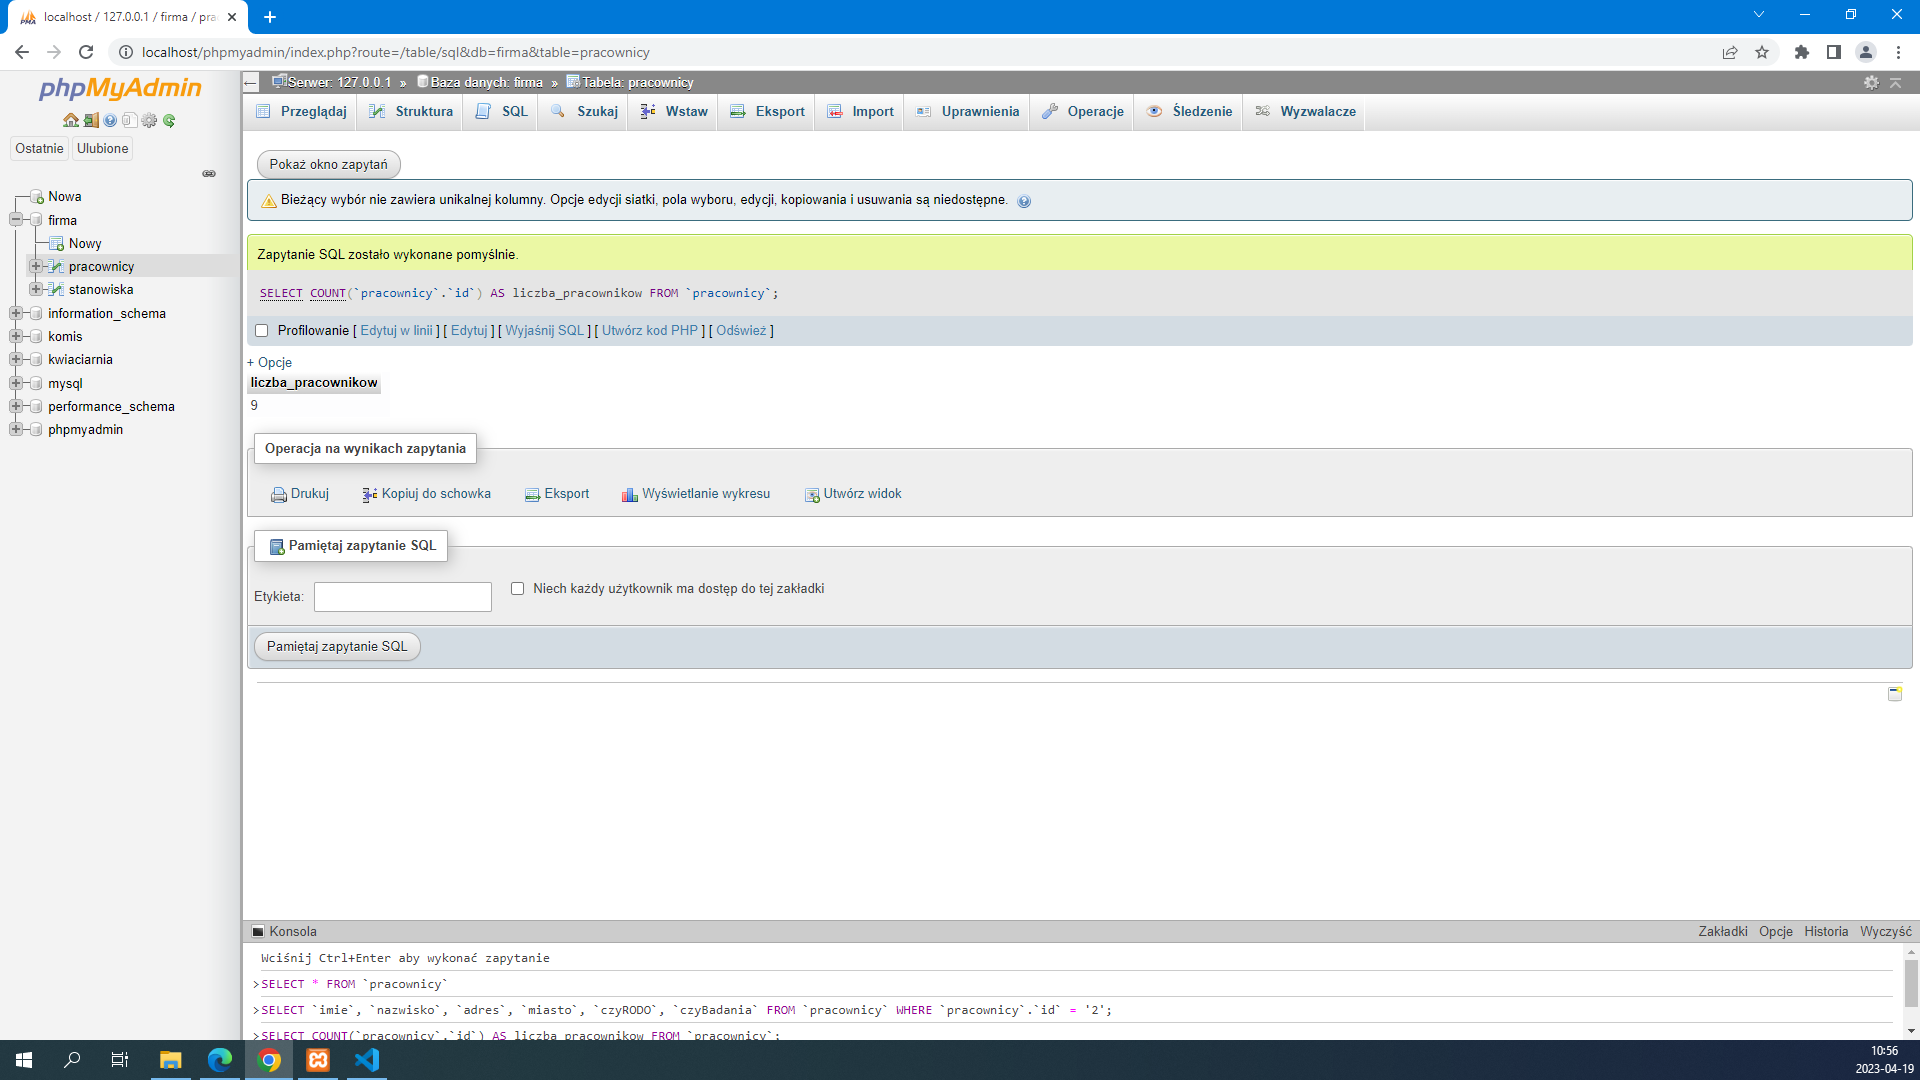 localhost / 127.0.0.1 / firma / pra
localhost/phpmyadmin/index.php?route=/table/sql&db=firma&table=pracownicy
phpMyAdmin
Ostatnie Ulubione
Nowa
firma
Nowy
pracownicy
stanowiska
information_schema
komis
kwiaciarnia
mysql
performance_schema
phpmyadmin
Serwer: 127.0.0.1 » Baza danych: firma » Tabela: pracownicy
Przeglądaj Struktura SQL Szukaj Wstaw Eksport Import Uprawnienia Operacje Śledzenie Wyzwalacze
Pokaż okno zapytań
Bieżący wybór nie zawiera unikalnej kolumny. Opcje edycji siatki, pola wyboru, edycji, kopiowania i usuwania są niedostępne.
Zapytanie SQL zostało wykonane pomyślnie.
SELECT COUNT(`pracownicy`.`id`) AS liczba_pracownikow FROM `pracownicy`;
Profilowanie [ Edytuj w linii ] [ Edytuj ] [ Wyjaśnij SQL ] [ Utwórz kod PHP ] [ Odśwież ]
+ Opcje
liczba_pracownikow
9
Operacja na wynikach zapytania
Drukuj Kopiuj do schowka Eksport Wyświetlanie wykresu Utwórz widok
Pamiętaj zapytanie SQL
Etykieta: Niech każdy użytkownik ma dostęp do tej zakładki
Pamiętaj zapytanie SQL
Konsola Zakładki Opcje Historia Wyczyść
Wciśnij Ctrl+Enter aby wykonać zapytanie
>SELECT * FROM `pracownicy`
>SELECT `imie`, `nazwisko`, `adres`, `miasto`, `czyRODO`, `czyBadania` FROM `pracownicy` WHERE `pracownicy`.`id` = '2';
>SELECT COUNT(`pracownicy`.`id`) AS liczba_pracownikow FROM `pracownicy`;
10:56
2023-04-19